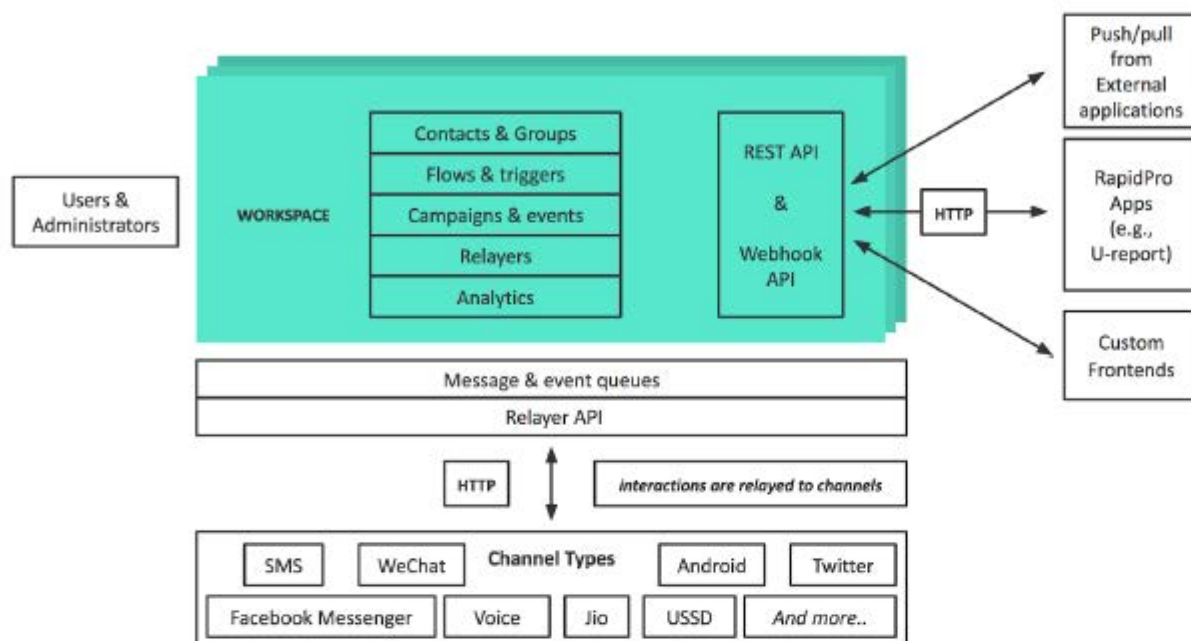 Users &
Administrators
WORKSPACE
Contacts & Groups
Flows & triggers
Campaigns & events
Relayers
Analytics
REST API
&
Webhook
API
HTTP
Push/pull
from
External
applications
RapidPro
Apps
(e.g.,
U-report)
Custom
Frontends
Message & event queues
Relayer API
HTTP
interactions are relayed to channels
Channel Types
SMS
WeChat
Android
Twitter
Facebook Messenger
Voice
Jio
USSD
And more..